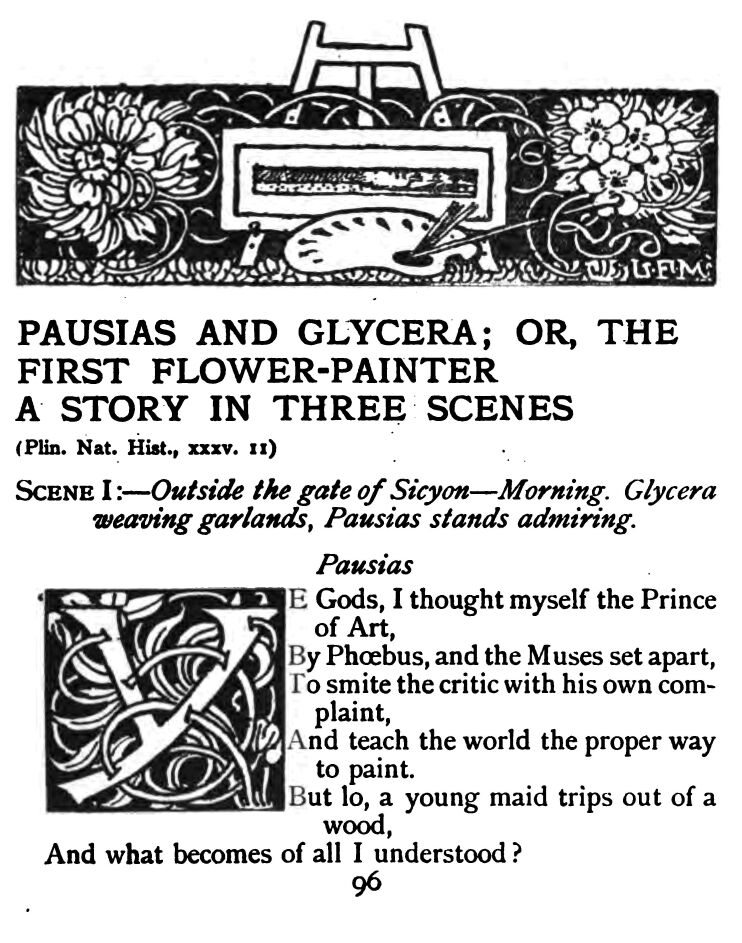 L.F.M.
PAUSIAS AND GLYCERA; OR, THE
FIRST FLOWER-PAINTER
A STORY IN THREE SCENES
(Plin. Nat. Hist., xxxv. 11)
SCENE I:—Outside the gate of Sicyon—Morning. Glycera
weaving garlands, Pausias stands admiring.
Pausias
YE Gods, I thought myself the Prince
of Art,
By Phœbus, and the Muses set apart,
To smite the critic with his own com-
plaint,
And teach the world the proper way
to paint.
But lo, a young maid trips out of a
wood,
And what becomes of all I understood?
96